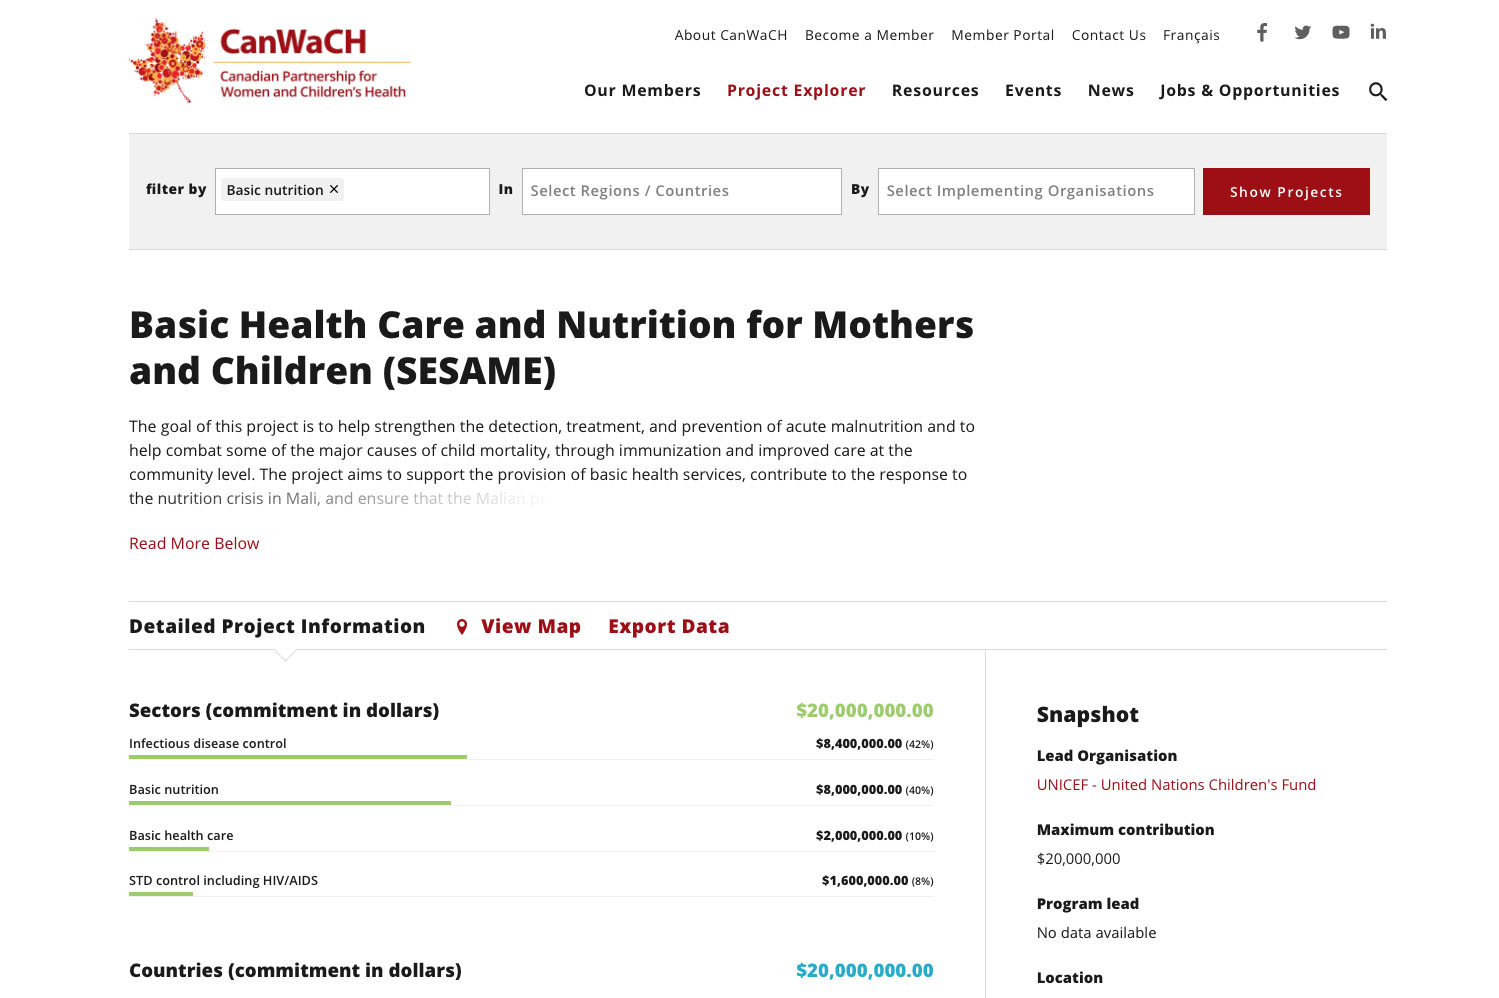 CanWaCH
Canadian Partnership for
Women and Children's Health
About CanWaCH Become a Member Member Portal Contact Us Français
Our Members Project Explorer Resources Events News Jobs & Opportunities
filter by Basic nutrition × In Select Regions / Countries By Select Implementing Organisations Show Projects
Basic Health Care and Nutrition for Mothers
and Children (SESAME)
The goal of this project is to help strengthen the detection, treatment, and prevention of acute malnutrition and to
help combat some of the major causes of child mortality, through immunization and improved care at the
community level. The project aims to support the provision of basic health services, contribute to the response to
the nutrition crisis in Mali, and ensure that the Malian
Read More Below
Detailed Project Information View Map Export Data
Sectors (commitment in dollars) $20,000,000.00
Infectious disease control $8,400,000.00 (42%)
Basic nutrition $8,000,000.00 (40%)
Basic health care $2,000,000.00 (10%)
STD control including HIV/AIDS $1,600,000.00 (8%)
Countries (commitment in dollars) $20,000,000.00
Snapshot
Lead Organisation
UNICEF - United Nations Children's Fund
Maximum contribution
$20,000,000
Program lead
No data available
Location